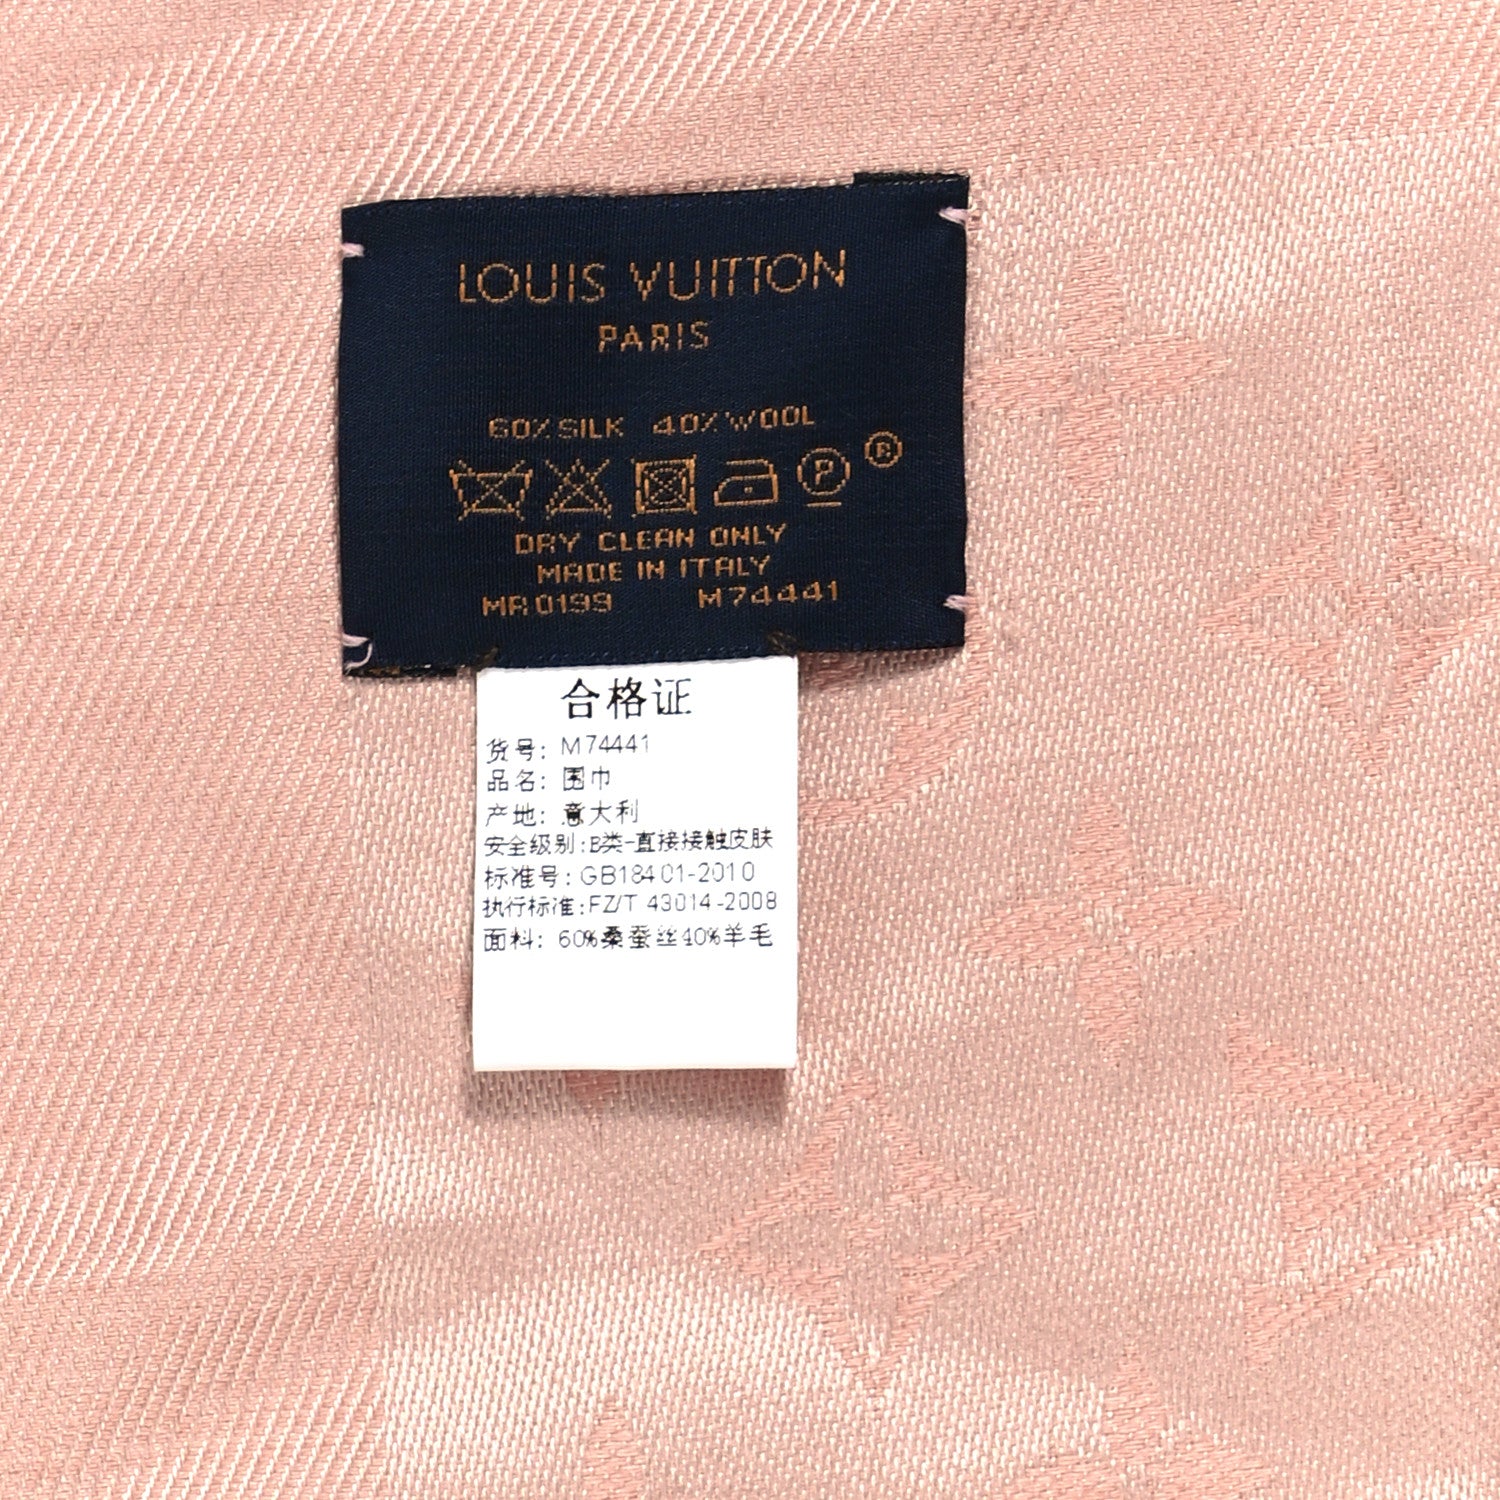 LOUIS VUITTON
PARIS
60% SILK 40% WOOL
P ®
DRY CLEAN ONLY
MADE IN ITALY
MR0199 M74441
合格证
货号: M74441
品名: 围巾
产地: 意大利
安全级别:B类-直接接触皮肤
标准号: GB18401-2010
执行标准:FZ/T 43014-2008
面料: 60%桑蚕丝40%羊毛